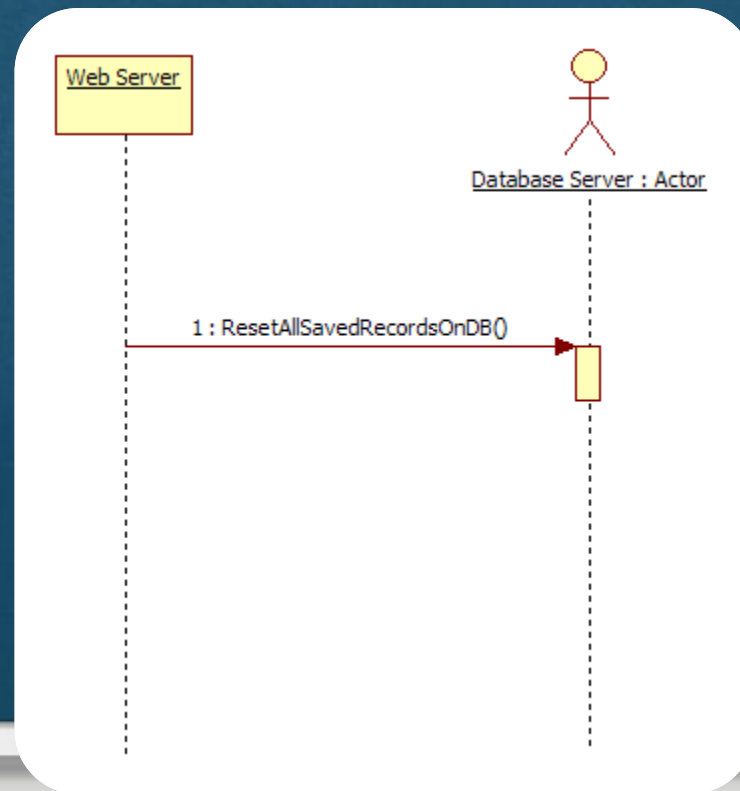 Web Server
Database Server : Actor
1 : ResetAllSavedRecordsOnDB()